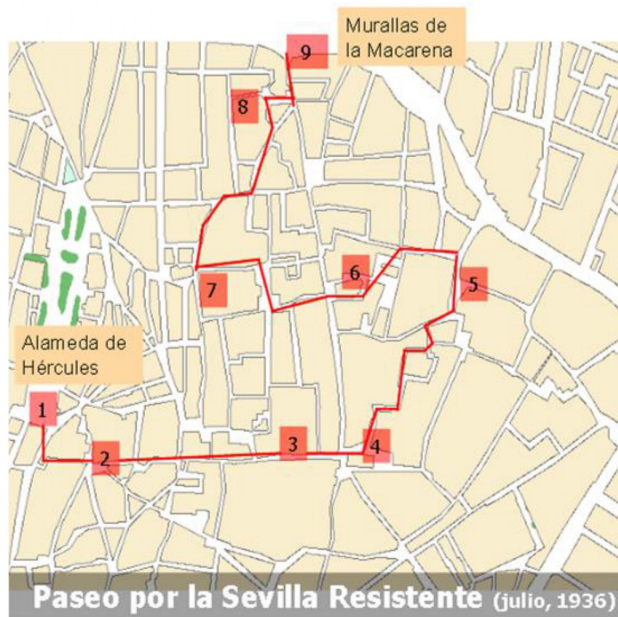 Murallas de
la Macarena
9
8
6
5
7
Alameda de
Hércules
1
2
3
4
Paseo por la Sevilla Resistente (julio, 1936)